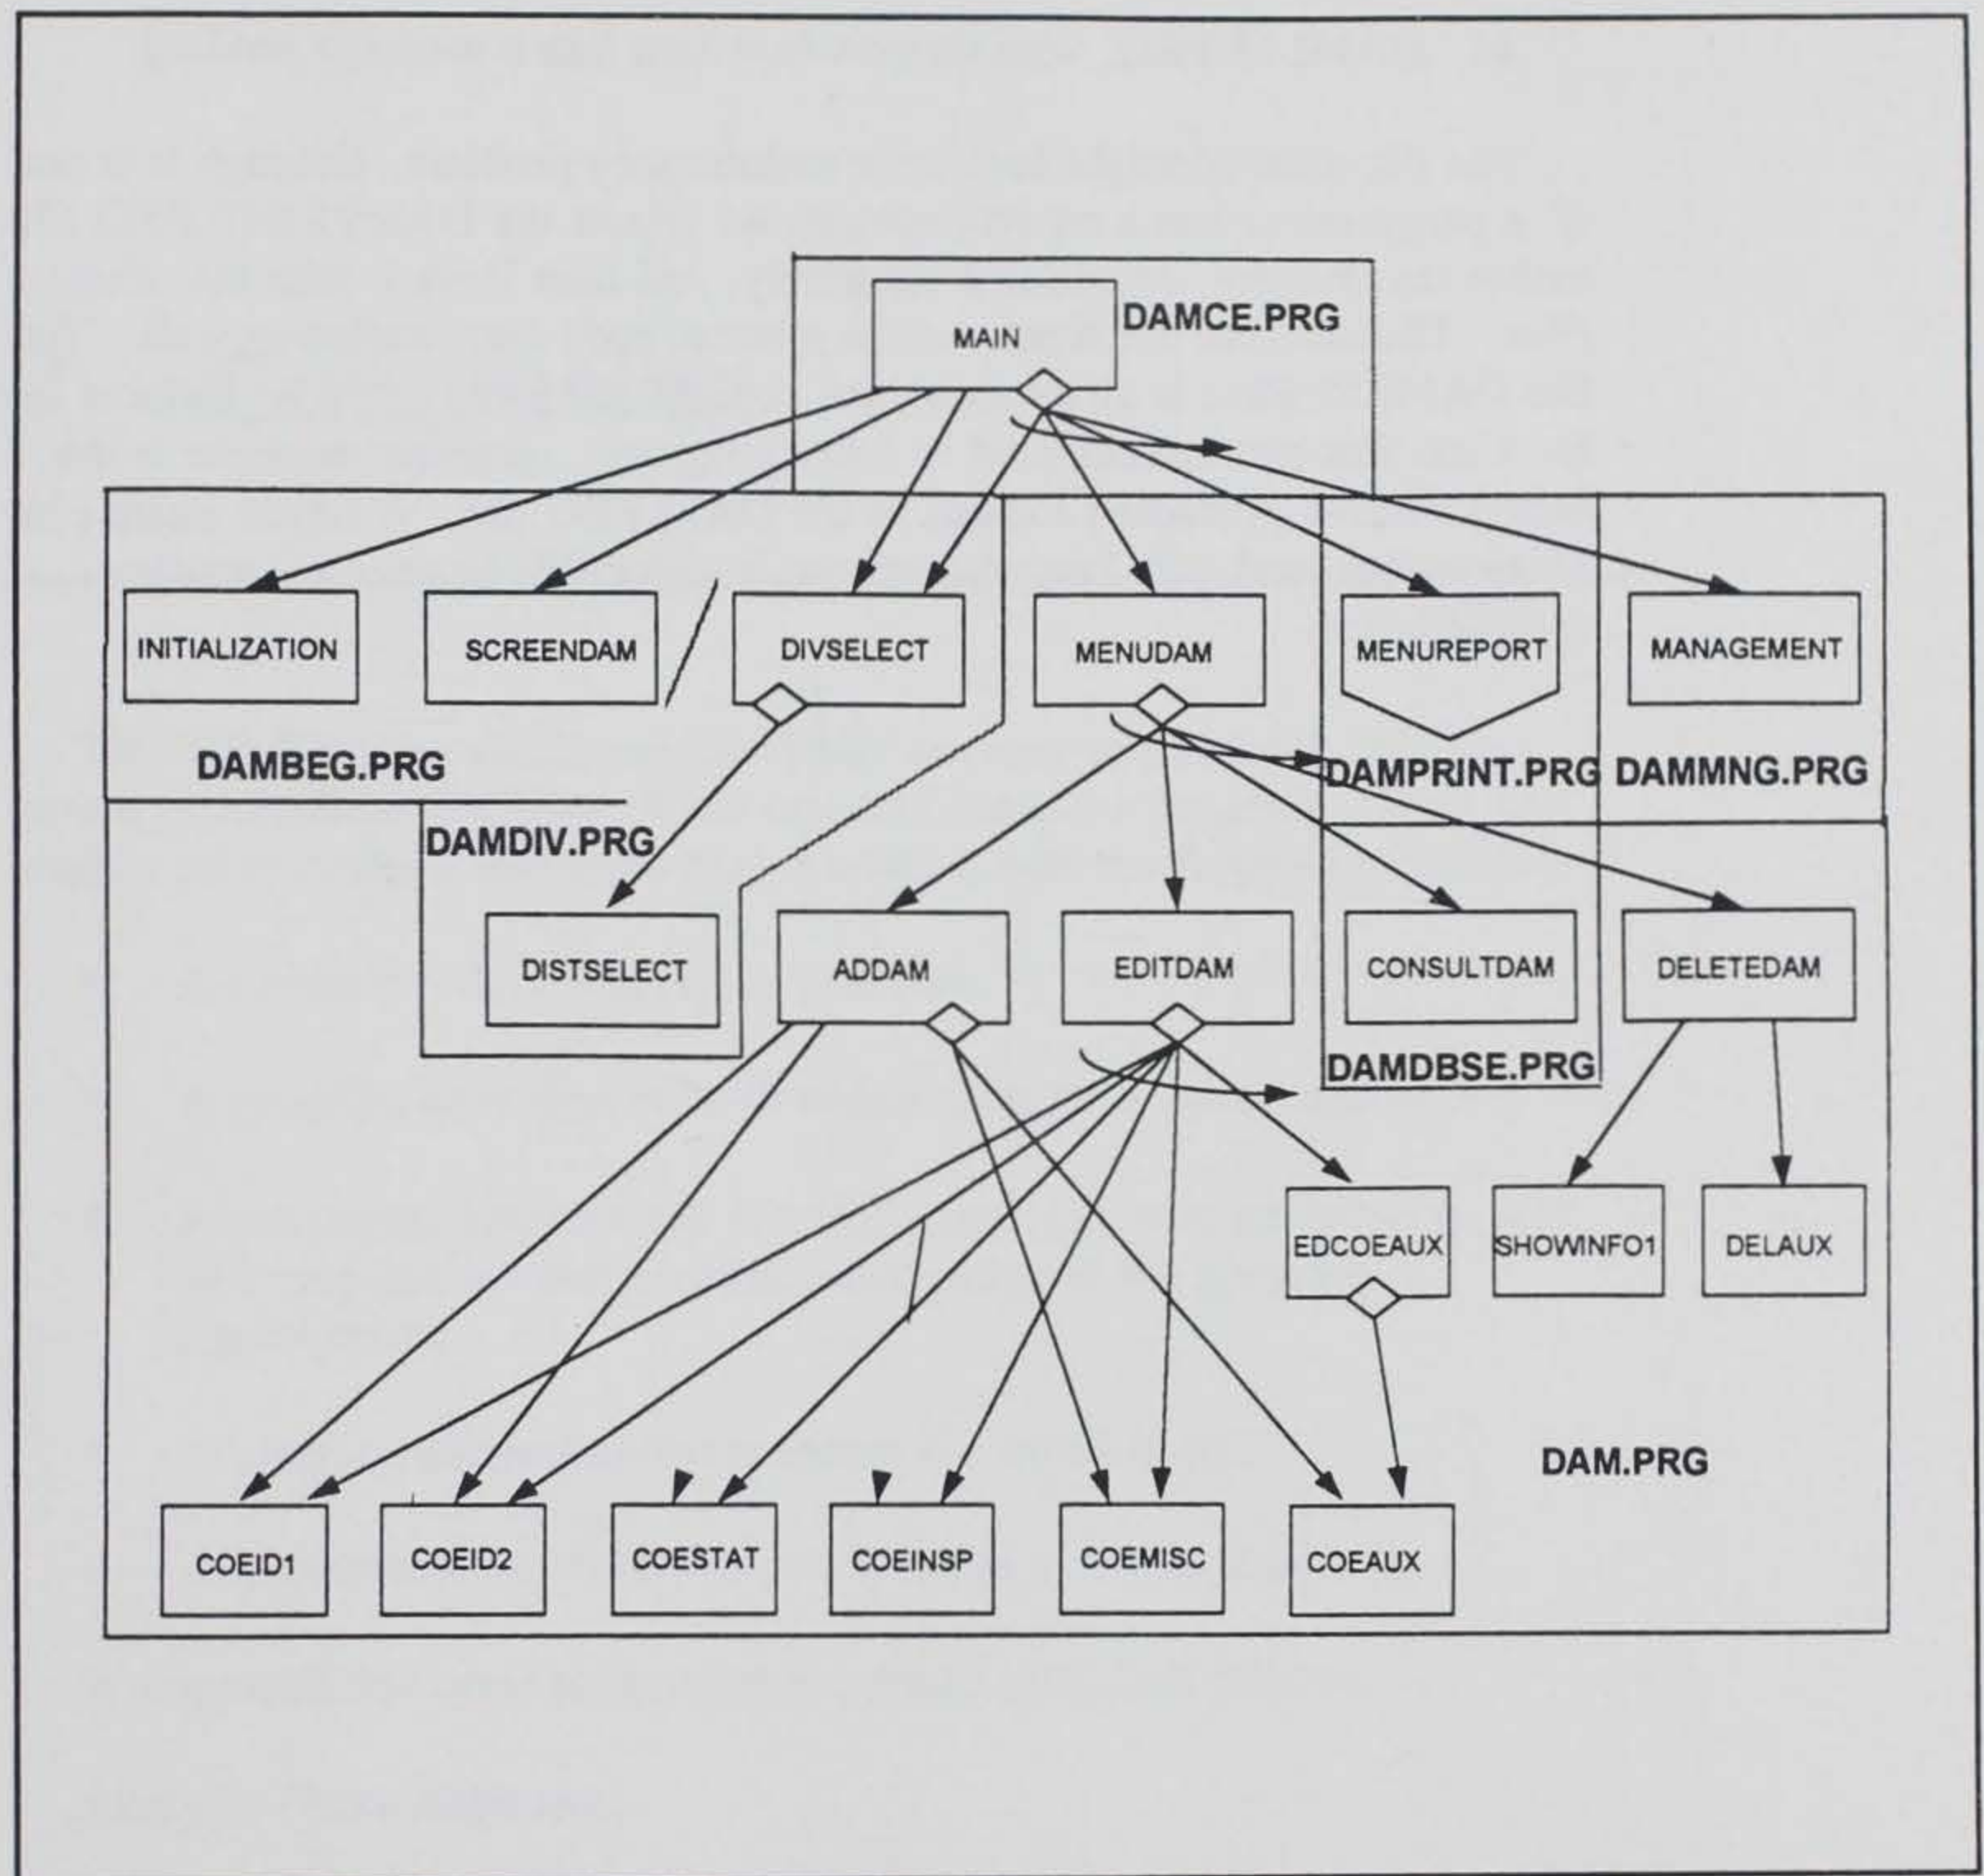 MAIN
DAMCE.PRG
INITIALIZATION
SCREENDAM
DIVSELECT
MENUDAM
MENUREPORT
MANAGEMENT
DAMBEG.PRG
DAMPRINT.PRG
DAMMNG.PRG
DAMDIV.PRG
DISTSELECT
ADDAM
EDITDAM
CONSULTDAM
DELETEDAM
DAMDBSE.PRG
EDCOEAUX
SHOWINFO1
DELAUX
DAM.PRG
COEID1
COEID2
COESTAT
COEINSP
COEMISC
COEAUX